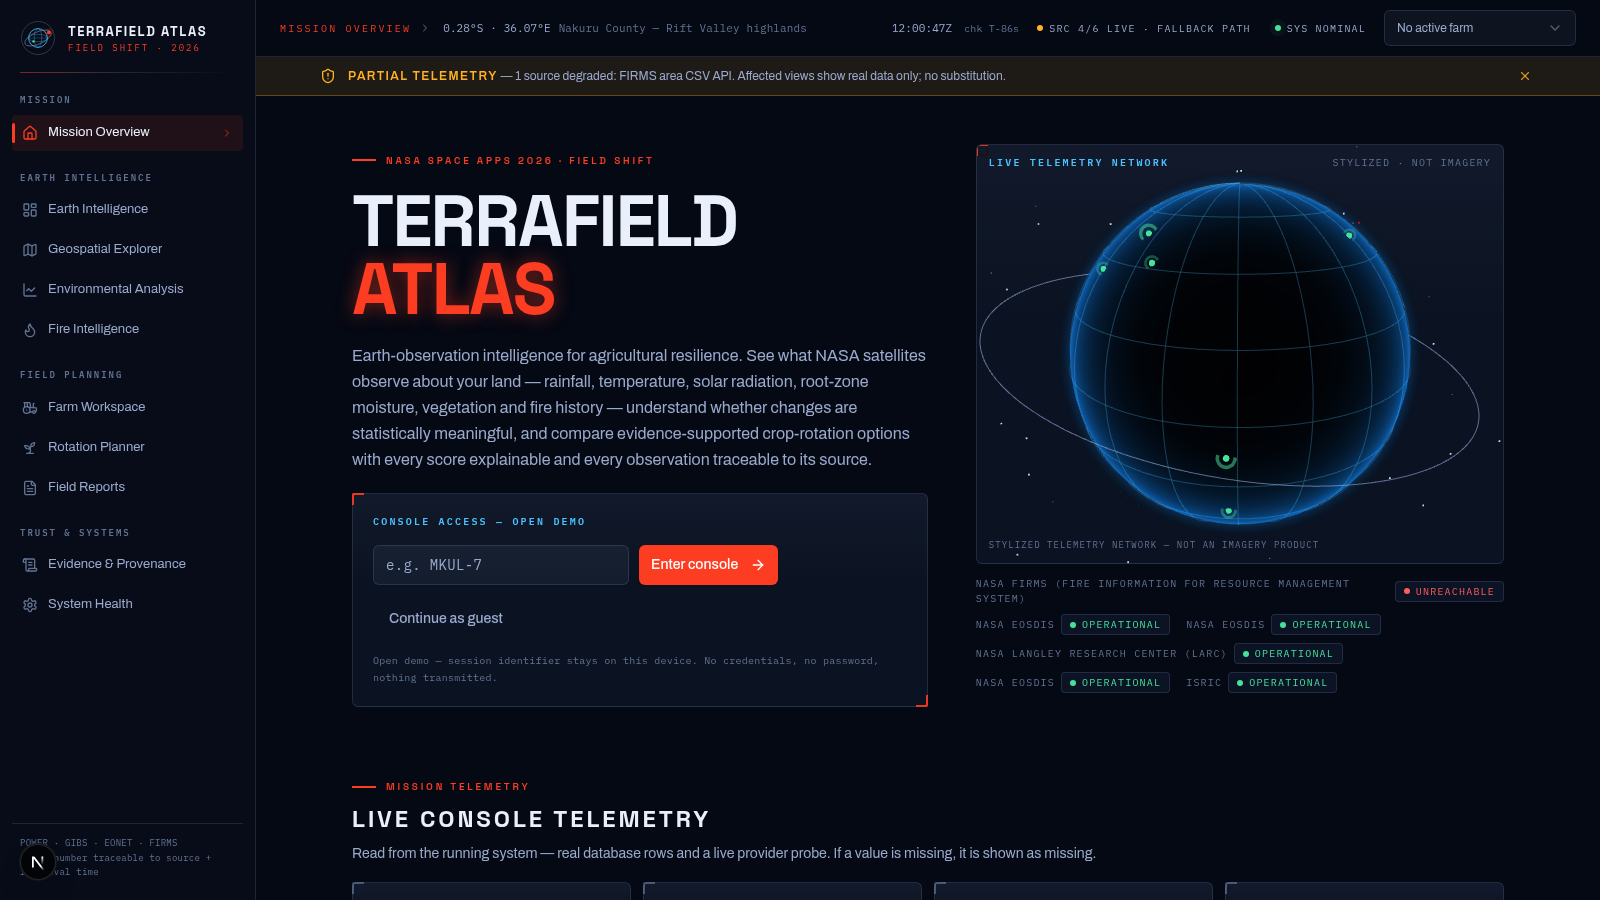 TERRAFIELD ATLAS
FIELD SHIFT · 2026
MISSION
Mission Overview
EARTH INTELLIGENCE
Earth Intelligence
Geospatial Explorer
Environmental Analysis
Fire Intelligence
FIELD PLANNING
Farm Workspace
Rotation Planner
Field Reports
TRUST & SYSTEMS
Evidence & Provenance
System Health
POWER · GIBS · EONET · FIRMS
number traceable to source +
val time
N
MISSION OVERVIEW
0.28°S · 36.07°E Nakuru County — Rift Valley highlands
12:00:47Z chk T-86s
SRC 4/6 LIVE · FALLBACK PATH
SYS NOMINAL
No active farm
PARTIAL TELEMETRY — 1 source degraded: FIRMS area CSV API. Affected views show real data only; no substitution.
NASA SPACE APPS 2026 · FIELD SHIFT
TERRAFIELD
ATLAS
Earth-observation intelligence for agricultural resilience. See what NASA satellites
observe about your land — rainfall, temperature, solar radiation, root-zone
moisture, vegetation and fire history — understand whether changes are
statistically meaningful, and compare evidence-supported crop-rotation options
with every score explainable and every observation traceable to its source.
CONSOLE ACCESS — OPEN DEMO
e.g. MKUL-7
Enter console
Continue as guest
Open demo — session identifier stays on this device. No credentials, no password,
nothing transmitted.
LIVE TELEMETRY NETWORK
STYLIZED · NOT IMAGERY
STYLIZED TELEMETRY NETWORK — NOT AN IMAGERY PRODUCT
NASA FIRMS (FIRE INFORMATION FOR RESOURCE MANAGEMENT
SYSTEM)
UNREACHABLE
NASA EOSDIS OPERATIONAL NASA EOSDIS OPERATIONAL
NASA LANGLEY RESEARCH CENTER (LARC) OPERATIONAL
NASA EOSDIS OPERATIONAL ISRIC OPERATIONAL
MISSION TELEMETRY
LIVE CONSOLE TELEMETRY
Read from the running system — real database rows and a live provider probe. If a value is missing, it is shown as missing.